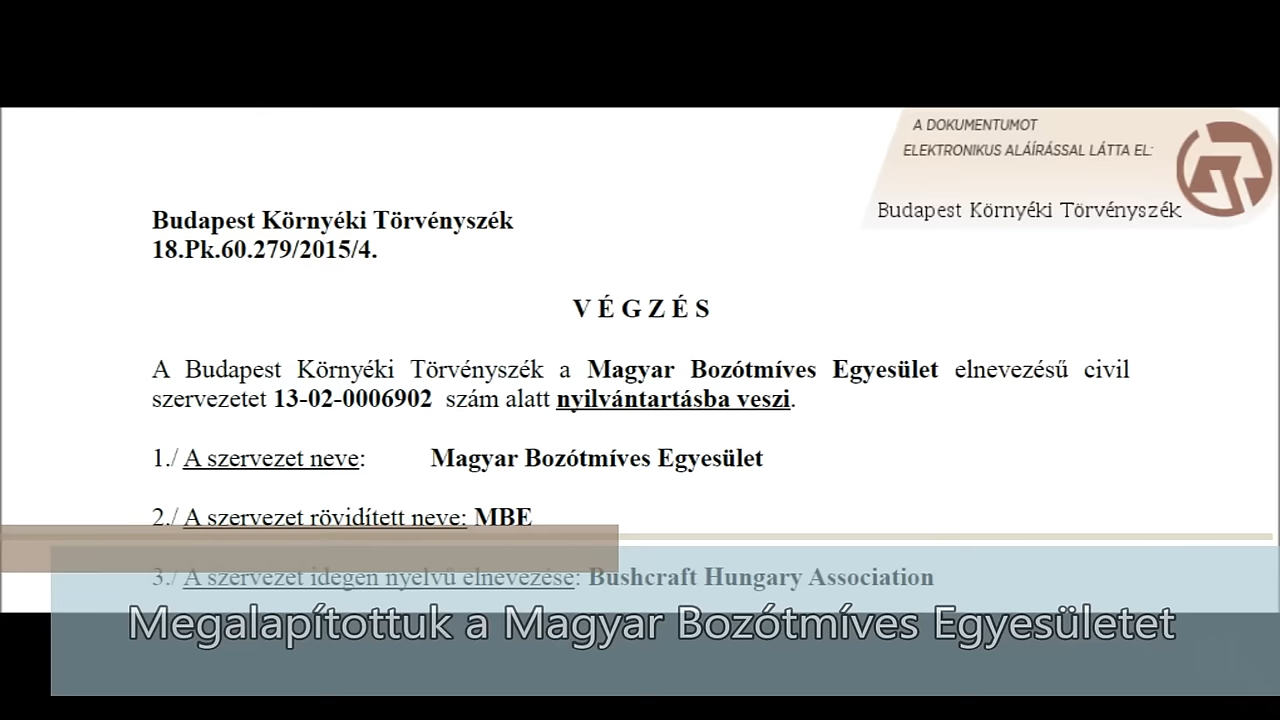 A DOKUMENTUMOT
ELEKTRONIKUS ALÁÍRÁSSAL LÁTTA EL:
Budapest Környéki Törvényszék
Budapest Környéki Törvényszék
18.Pk.60.279/2015/4.
V É G Z É S
A Budapest Környéki Törvényszék a Magyar Bozótmíves Egyesület elnevezésű civil
szervezetet 13-02-0006902 szám alatt nyilvántartásba veszi.
1./ A szervezet neve: Magyar Bozótmíves Egyesület
2./ A szervezet rövidített neve: MBE
3./ A szervezet idegen nyelvű elnevezése: Bushcraft Hungary Association
Megalapítottuk a Magyar Bozótmíves Egyesületet